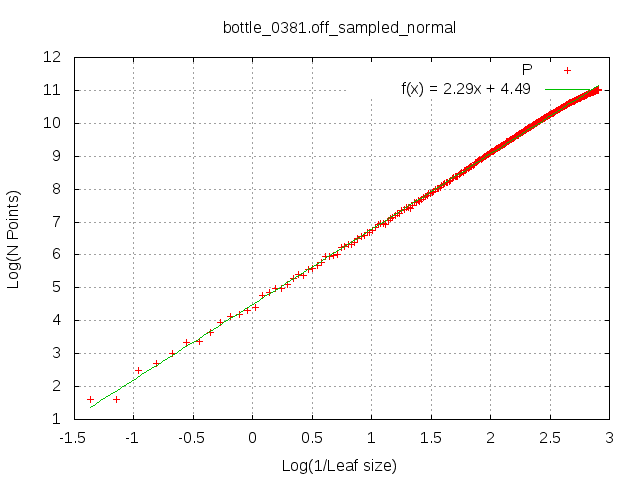 bottle_0381.off_sampled_normal
P
f(x) = 2.29x + 4.49
12
11
10
9
8
7
6
5
4
3
2
1
Log(N Points)
-1.5 -1 -0.5 0 0.5 1 1.5 2 2.5 3
Log(1/Leaf size)